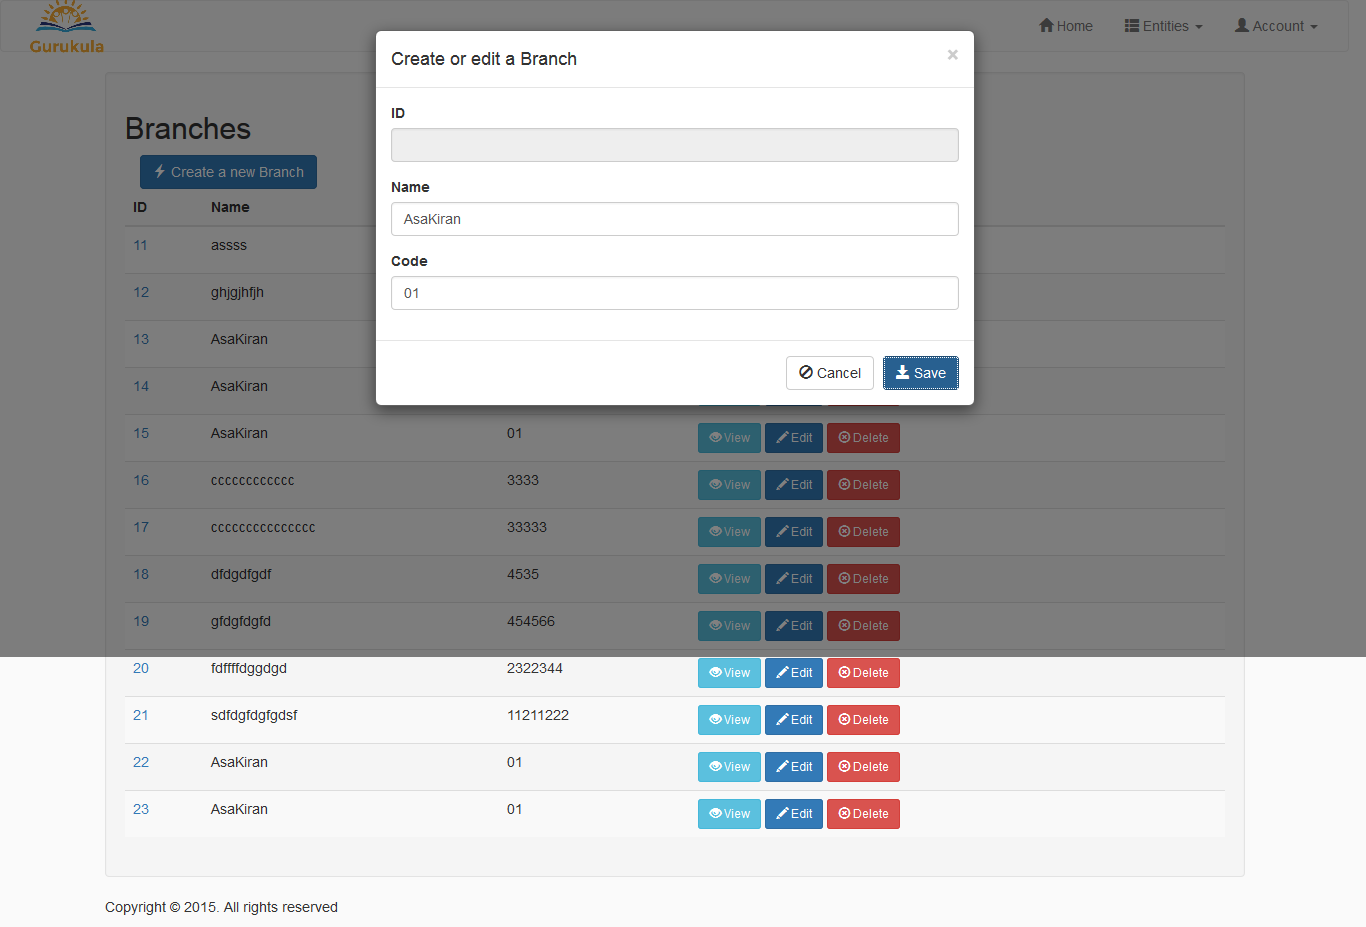 Gurukula
Home Entities Account
Create or edit a Branch ×
ID
Name
AsaKiran
Code
01
Cancel Save
Branches
Create a new Branch
ID Name
11 assss
12 ghjgjhfjh
13 AsaKiran
14 AsaKiran
15 AsaKiran 01 View Edit Delete
16 cccccccccccc 3333 View Edit Delete
17 ccccccccccccccc 33333 View Edit Delete
18 dfdgdfgdf 4535 View Edit Delete
19 gfdgfdgfd 454566 View Edit Delete
20 fdffffdggdgd 2322344 View Edit Delete
21 sdfdgfdgfgdsf 11211222 View Edit Delete
22 AsaKiran 01 View Edit Delete
23 AsaKiran 01 View Edit Delete
Copyright © 2015. All rights reserved